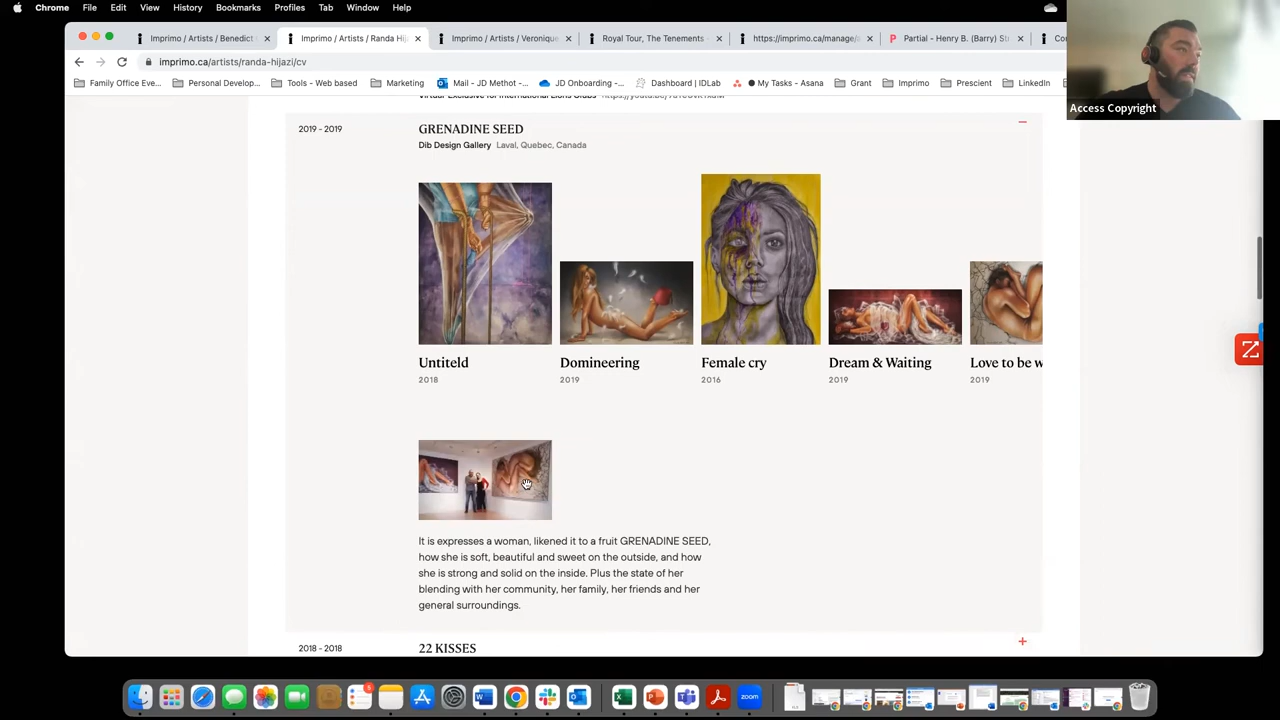 Chrome File Edit View History Bookmarks Profiles Tab Window Help
Imprimo / Artists / Benedict
Imprimo / Artists / Randa Hija
Imprimo / Artists / Veronique
Royal Tour, The Tenements -
https://imprimo.ca/manage/a
Partial - Henry B. (Barry) St
Co
imprimo.ca/artists/randa-hijazi/cv
Family Office Eve...
Personal Develop...
Tools - Web based
Marketing
Mail - JD Methot -...
JD Onboarding -...
Dashboard | IDLab
My Tasks - Asana
Grant
Imprimo
Prescient
LinkedIn
Access Copyright
2019 - 2019
GRENADINE SEED
Dib Design Gallery Laval, Quebec, Canada
Untiteld
2018
Domineering
2019
Female cry
2016
Dream & Waiting
2019
Love to be w
2019
It is expresses a woman, likened it to a fruit GRENADINE SEED,
how she is soft, beautiful and sweet on the outside, and how
she is strong and solid on the inside. Plus the state of her
blending with her community, her family, her friends and her
general surroundings.
2018 - 2018
22 KISSES
zoom